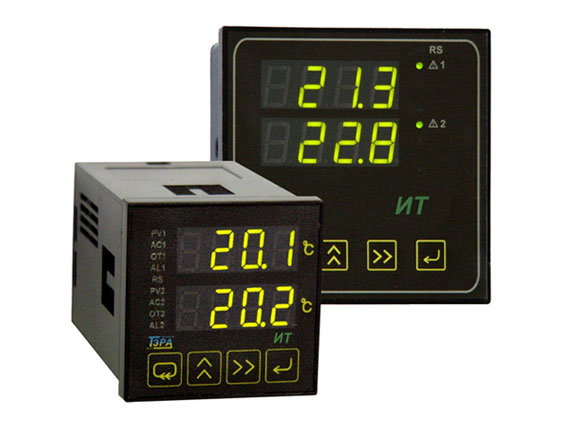 RS
21.3 1
22.8 2
ИТ
PV1
AC1
OT1
AL1
RS
PV2
AC2
OT2
AL2
20.1 °C
20.2 °C
ТЭРА ИТ